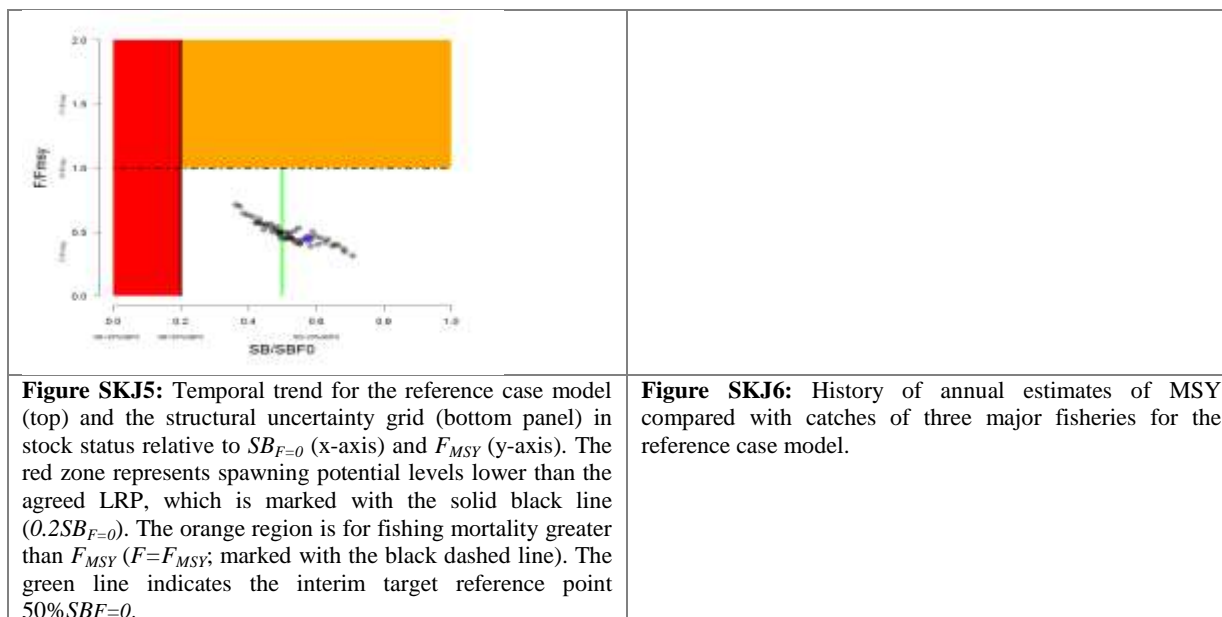 2.0
1.5
1.0
0.5
0.0
F/Fmsy
0.0 0.2 0.4 0.6 0.8 1.0
SB/SBF0
Figure SKJ5: Temporal trend for the reference case model
(top) and the structural uncertainty grid (bottom panel) in
stock status relative to SBF=0 (x-axis) and FMSY (y-axis). The
red zone represents spawning potential levels lower than the
agreed LRP, which is marked with the solid black line
(0.2SBF=0). The orange region is for fishing mortality greater
than FMSY (F=FMSY; marked with the black dashed line). The
green line indicates the interim target reference point
50%SBF=0.
Figure SKJ6: History of annual estimates of MSY
compared with catches of three major fisheries for the
reference case model.